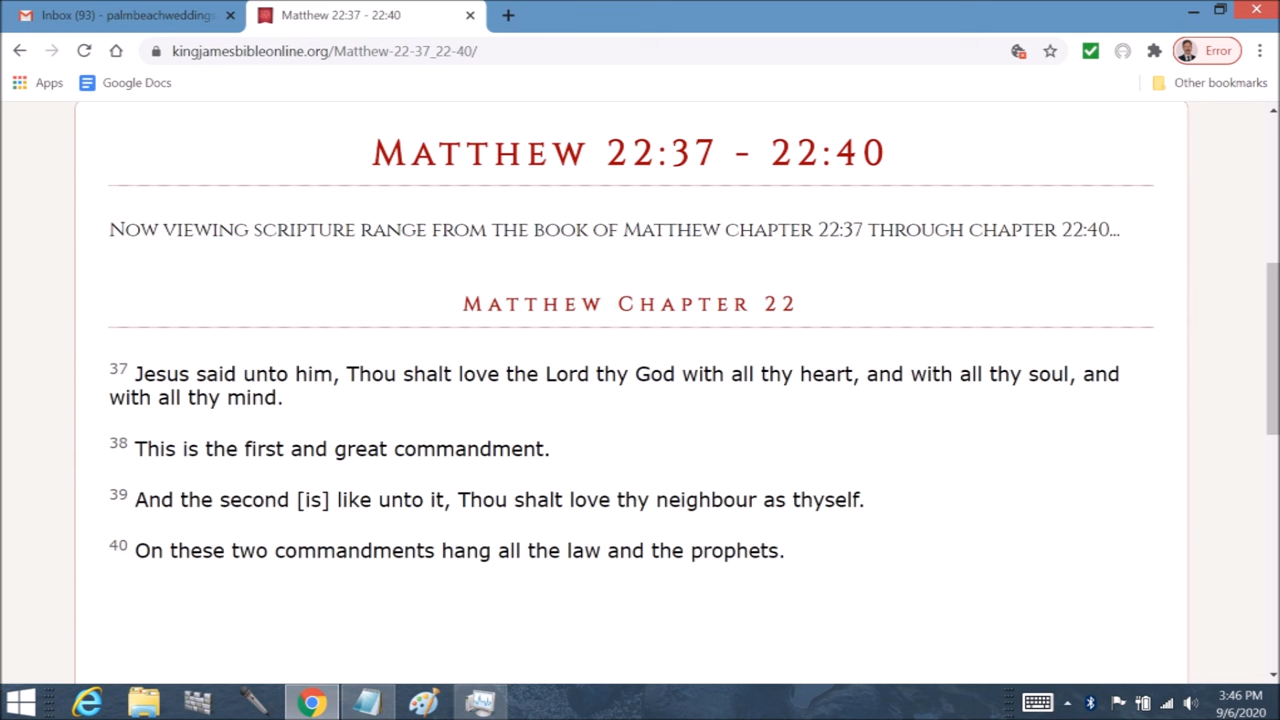 Inbox (93) - palmbeachwedding
Matthew 22:37 - 22:40
kingjamesbibleonline.org/Matthew-22-37_22-40/
Error
Apps
Google Docs
Other bookmarks
Matthew 22:37 - 22:40
Now viewing scripture range from the book of Matthew chapter 22:37 through chapter 22:40...
Matthew Chapter 22
37 Jesus said unto him, Thou shalt love the Lord thy God with all thy heart, and with all thy soul, and
with all thy mind.
38 This is the first and great commandment.
39 And the second [is] like unto it, Thou shalt love thy neighbour as thyself.
40 On these two commandments hang all the law and the prophets.
3:46 PM
9/6/2020